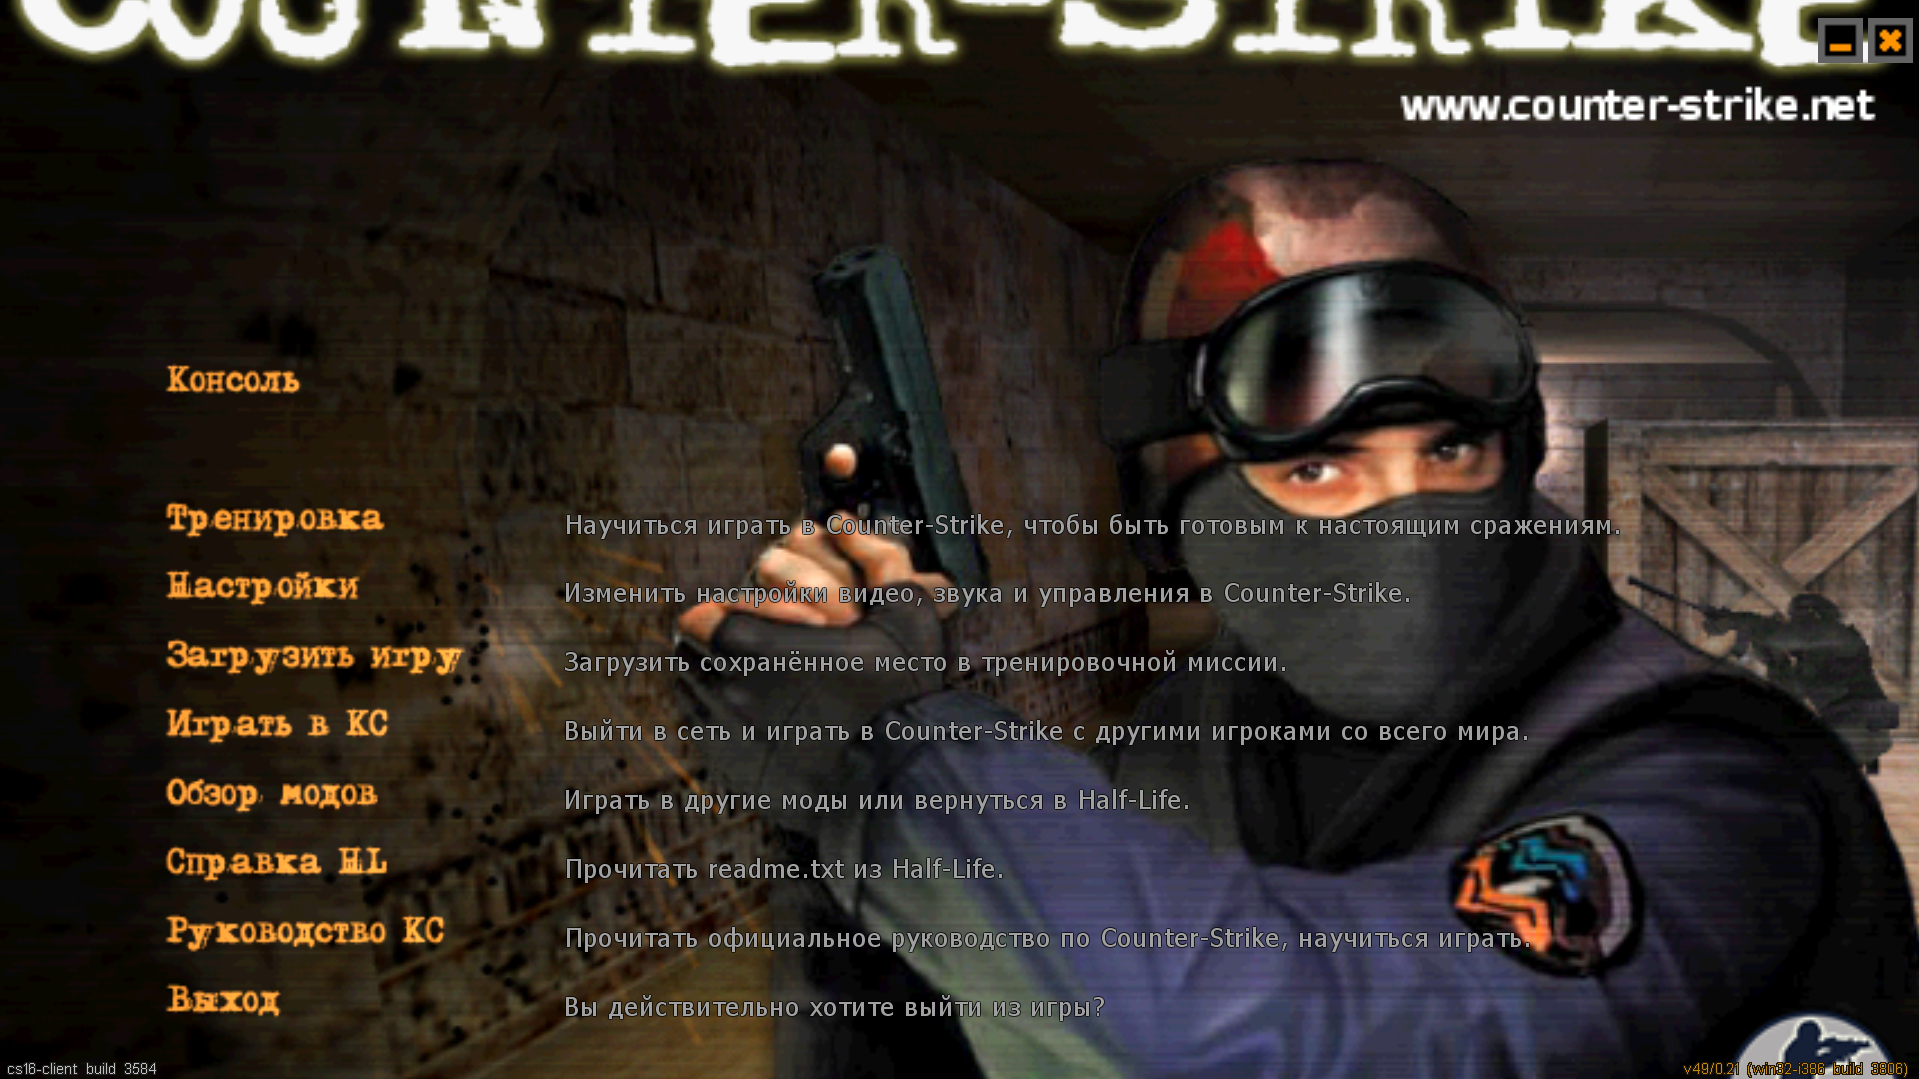 COUNTER-STRIKE
www.counter-strike.net
Консоль
Тренировка Научиться играть в Counter-Strike, чтобы быть готовым к настоящим сражениям.
Настройки Изменить настройки видео, звука и управления в Counter-Strike.
Загрузить игру Загрузить сохранённое место в тренировочной миссии.
Играть в КС Выйти в сеть и играть в Counter-Strike с другими игроками со всего мира.
Обзор модов Играть в другие моды или вернуться в Half-Life.
Справка HL Прочитать readme.txt из Half-Life.
Руководство КС Прочитать официальное руководство по Counter-Strike, научиться играть.
Выход Вы действительно хотите выйти из игры?
cs16-client build 3584
v49/0.21 (win32-i386 build 3806)